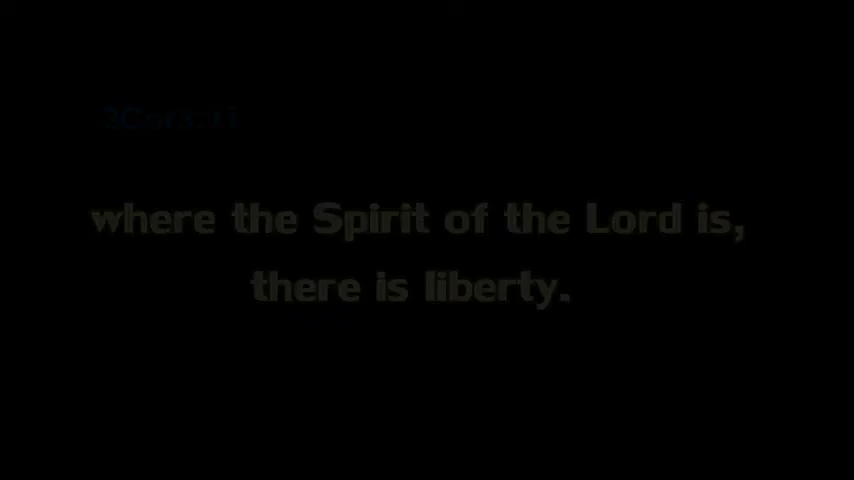 2Cor3:17
where the Spirit of the Lord is,
there is liberty.